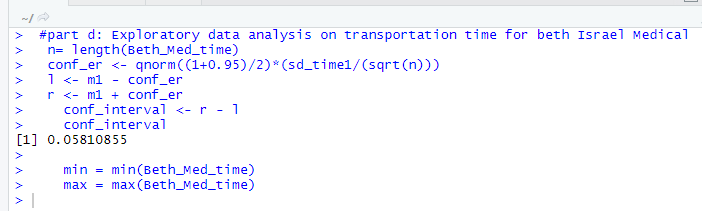 ~/
> #part d: Exploratory data analysis on transportation time for beth Israel Medical
> n= length(Beth_Med_time)
> conf_er <- qnorm((1+0.95)/2)*(sd_time1/(sqrt(n)))
> l <- m1 - conf_er
> r <- m1 + conf_er
> conf_interval <- r - l
> conf_interval
[1] 0.05810855
>
> min = min(Beth_Med_time)
> max = max(Beth_Med_time)
>